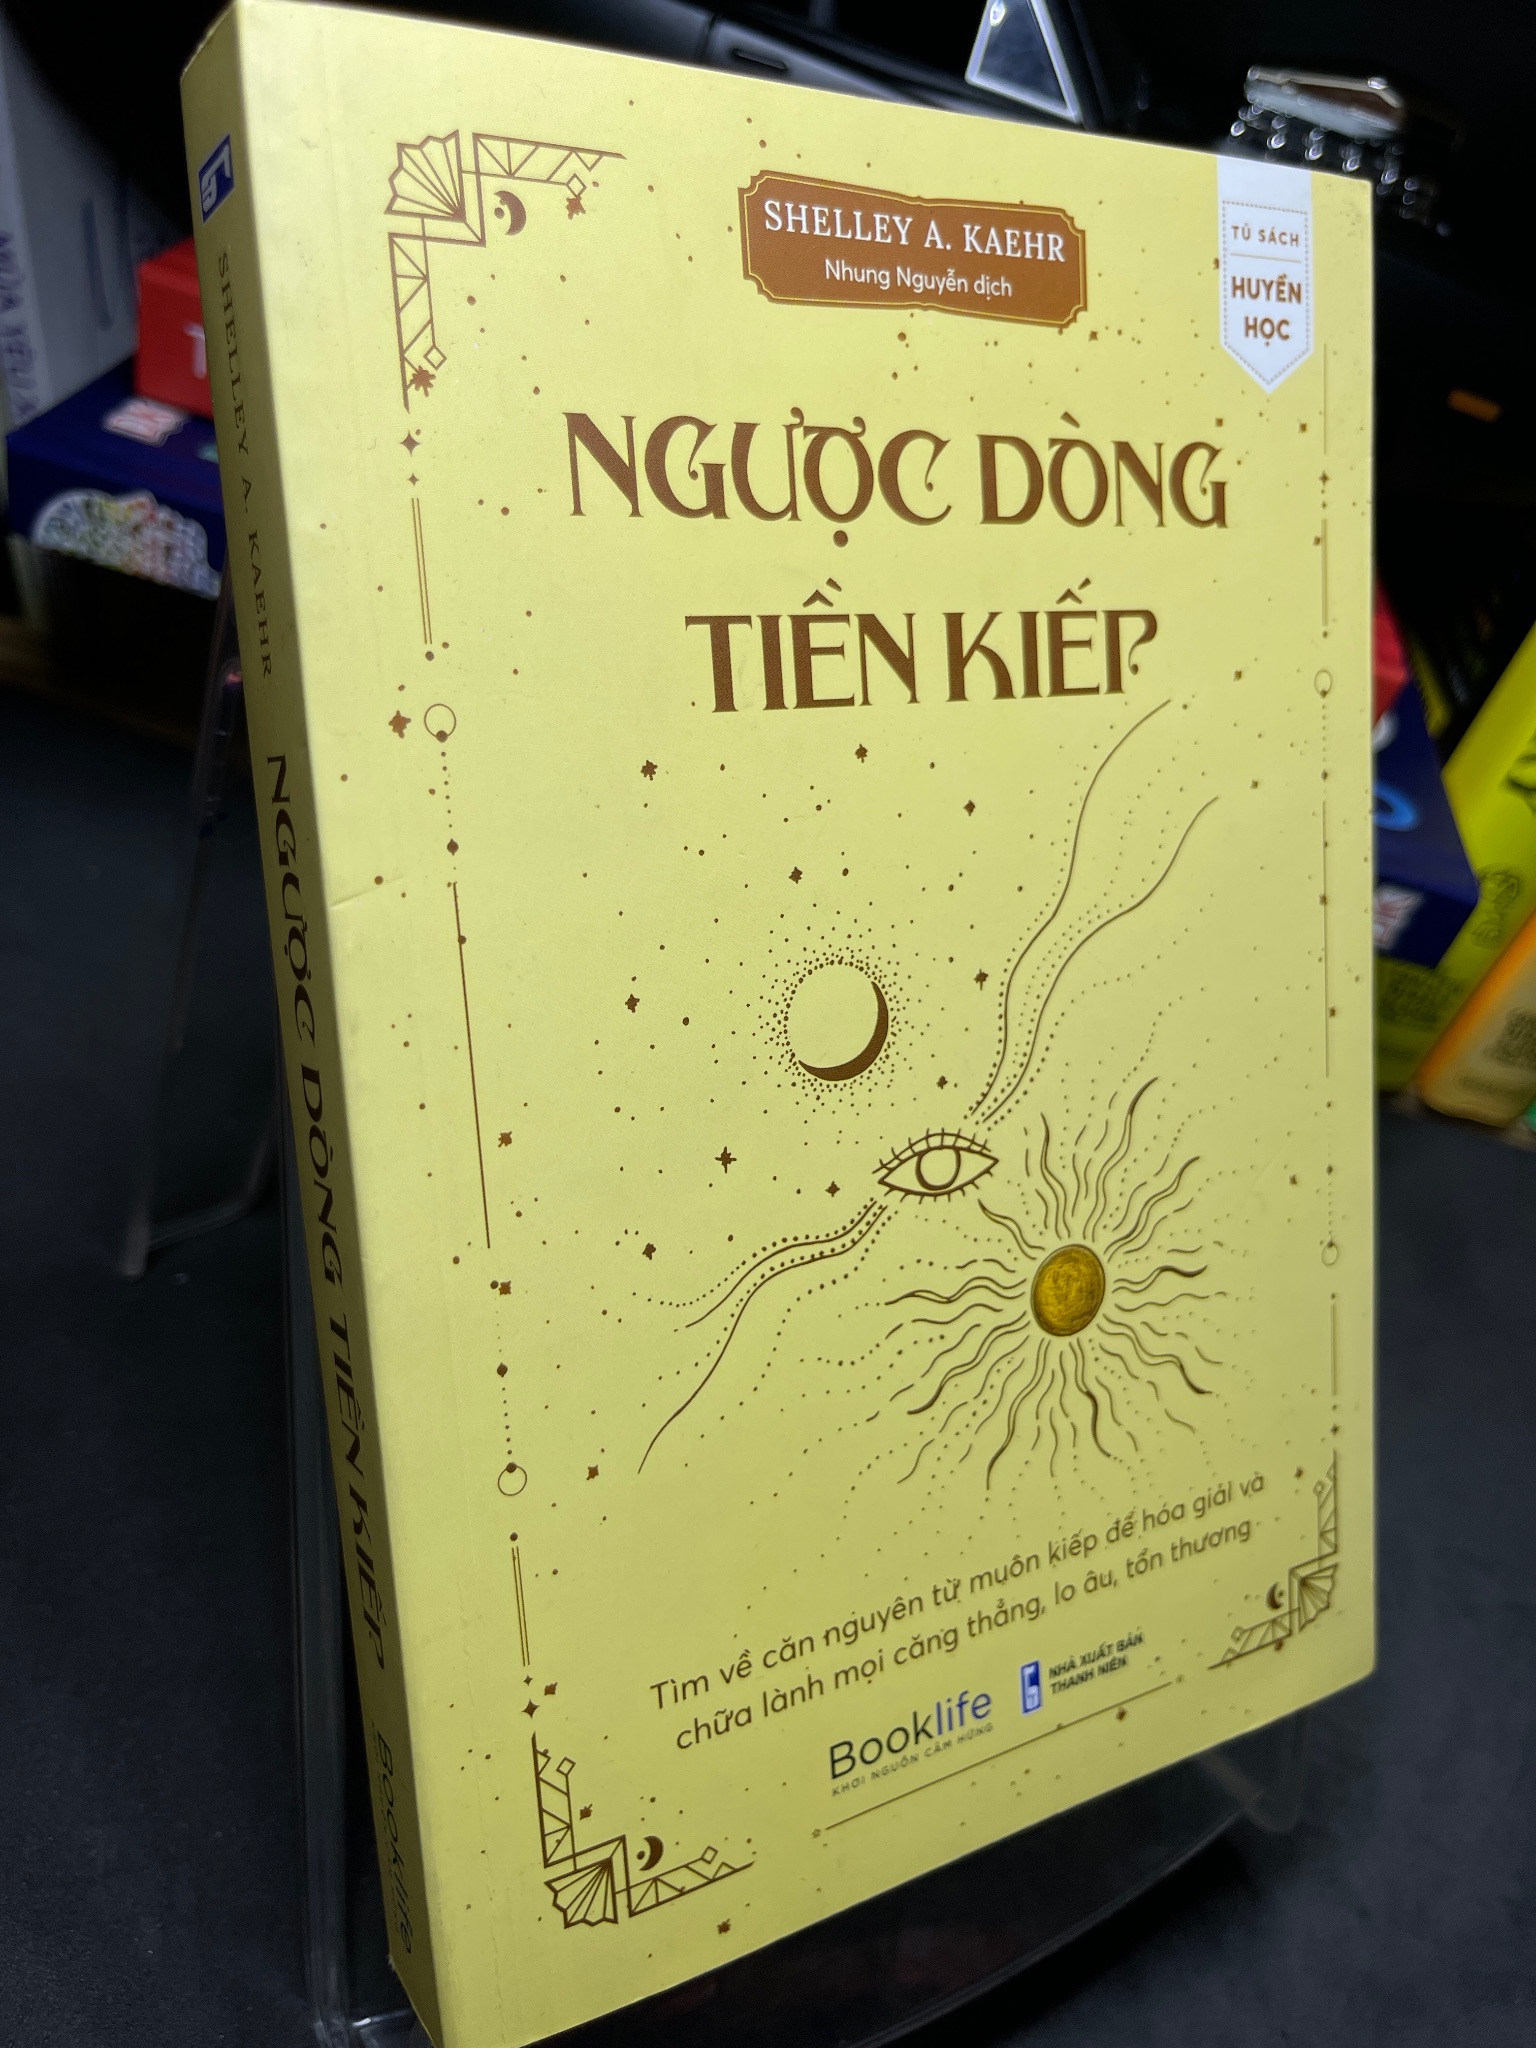 SHELLEY A. KAEHR
Nhung Nguyễn dịch
TỦ SÁCH
HUYỀN
HỌC
NGƯỢC DÒNG
TIỀN KIẾP
Tìm về căn nguyên từ muôn kiếp để hóa giải và
chữa lành mọi căng thẳng, lo âu, tổn thương
Booklife
KHƠI NGUỒN CẢM HỨNG
NHÀ XUẤT BẢN
THANH NIÊN
SHELLEY A. KAEHR
NGƯỢC DÒNG TIỀN KIẾP
Booklife